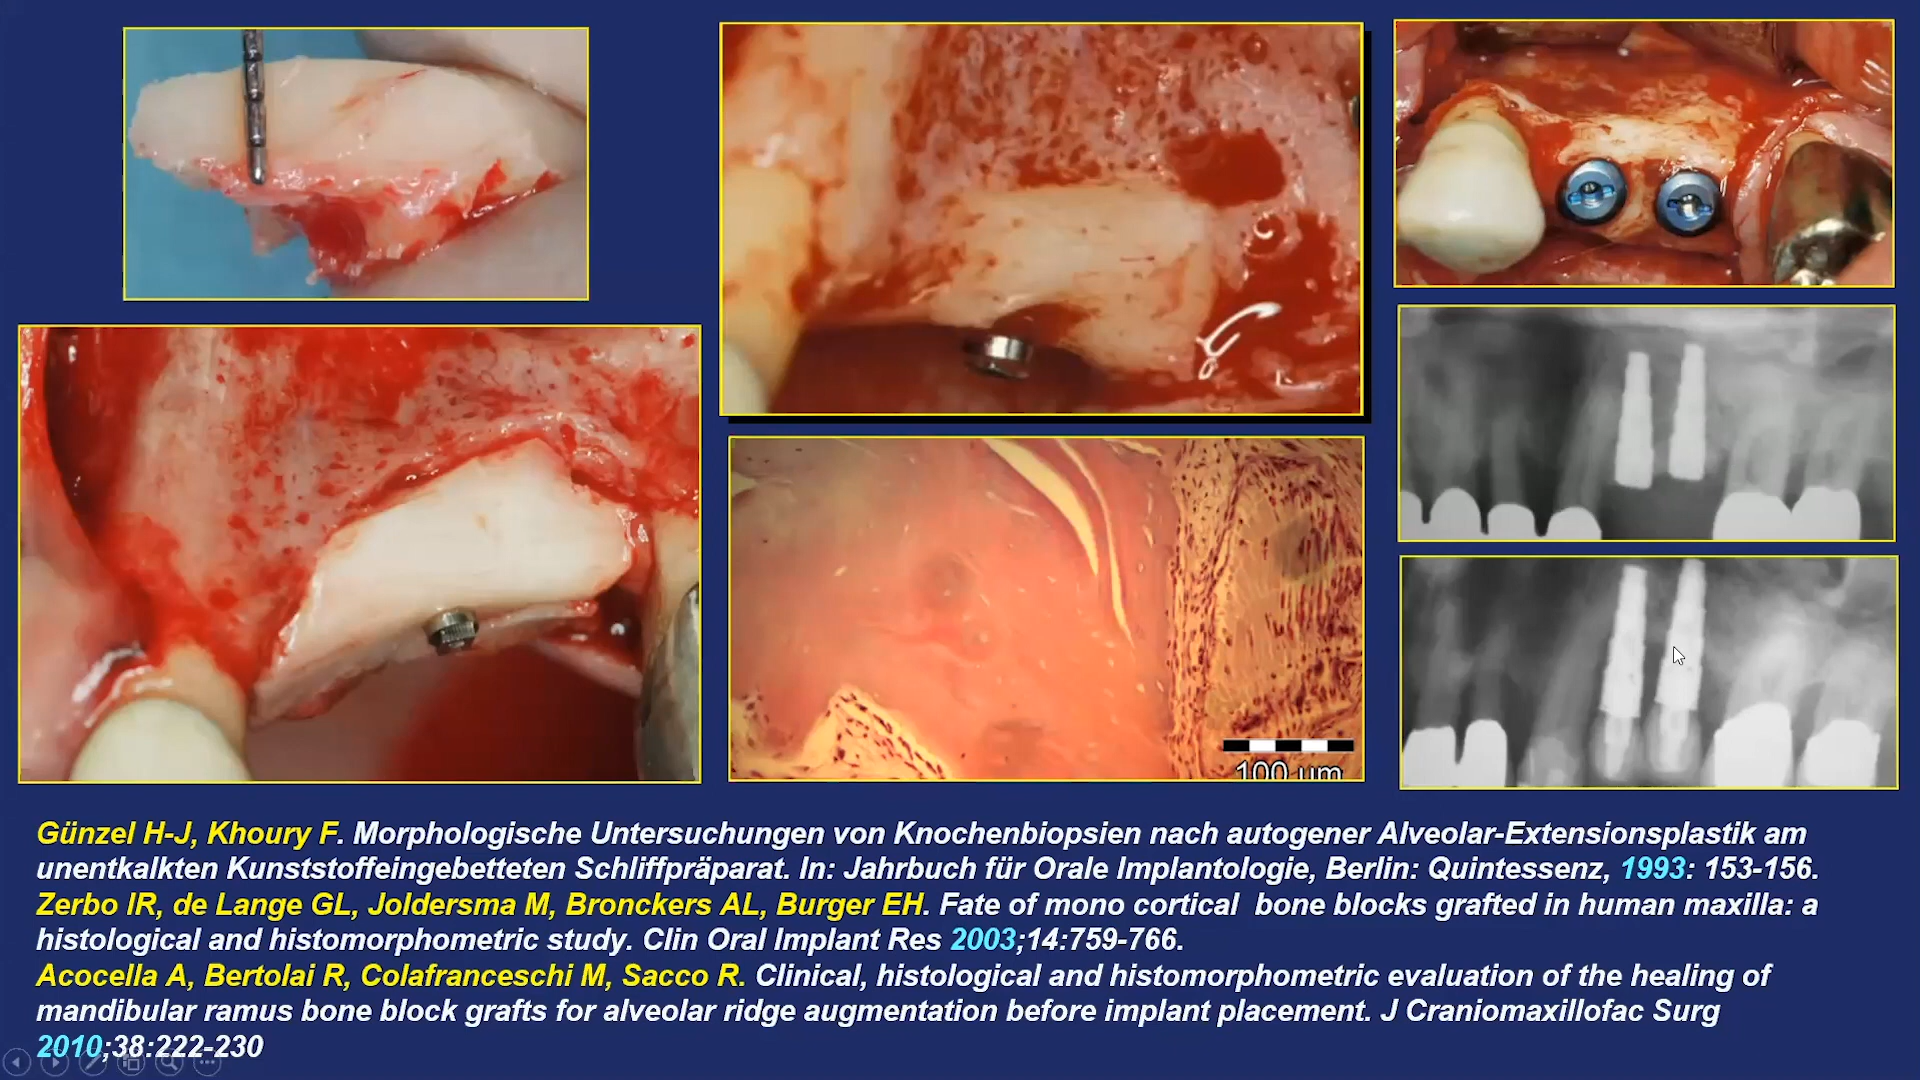 100 µm
Günzel H-J, Khoury F. Morphologische Untersuchungen von Knochenbiopsien nach autogener Alveolar-Extensionsplastik am
unentkalkten Kunststoffeingebetteten Schliffpräparat. In: Jahrbuch für Orale Implantologie, Berlin: Quintessenz, 1993: 153-156.
Zerbo IR, de Lange GL, Joldersma M, Bronckers AL, Burger EH. Fate of mono cortical bone blocks grafted in human maxilla: a
histological and histomorphometric study. Clin Oral Implant Res 2003;14:759-766.
Acocella A, Bertolai R, Colafranceschi M, Sacco R. Clinical, histological and histomorphometric evaluation of the healing of
mandibular ramus bone block grafts for alveolar ridge augmentation before implant placement. J Craniomaxillofac Surg
2010;38:222-230